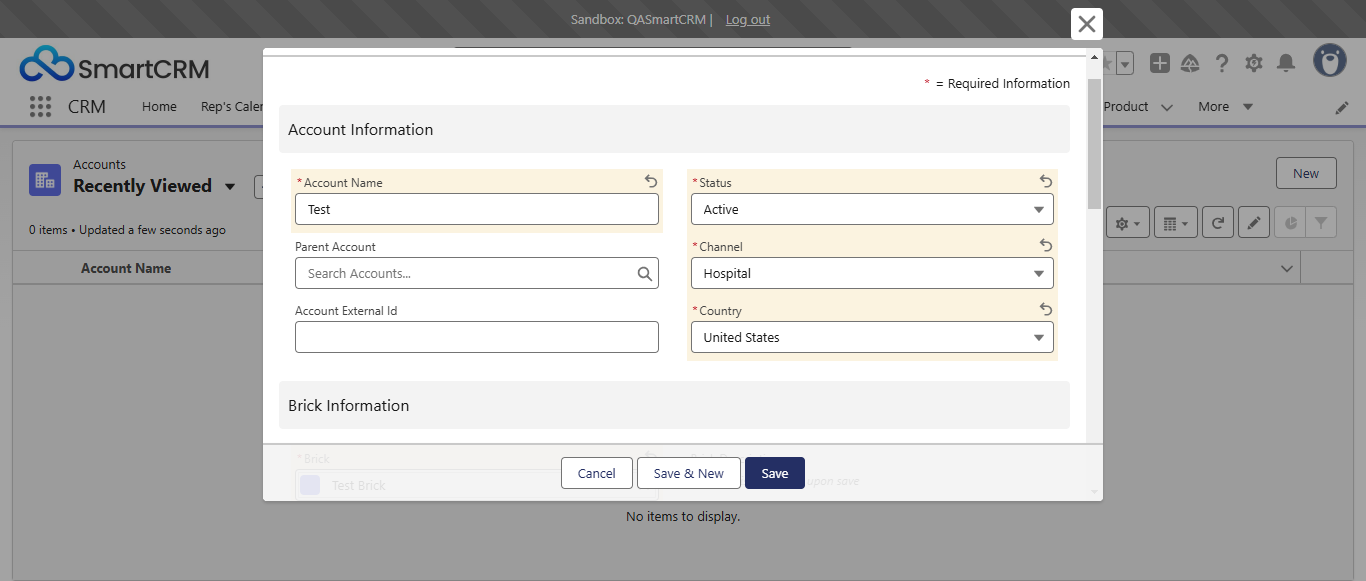 Sandbox: QASmartCRM | Log out
SmartCRM
CRM Home Rep's Caler Product More
Accounts
Recently Viewed
New
0 items • Updated a few seconds ago
Account Name
* = Required Information
Account Information
*Account Name
Test
*Status
Active
Parent Account
Search Accounts...
*Channel
Hospital
Account External Id
*Country
United States
Brick Information
*Brick
Test Brick
upon save
Cancel Save & New Save
No items to display.